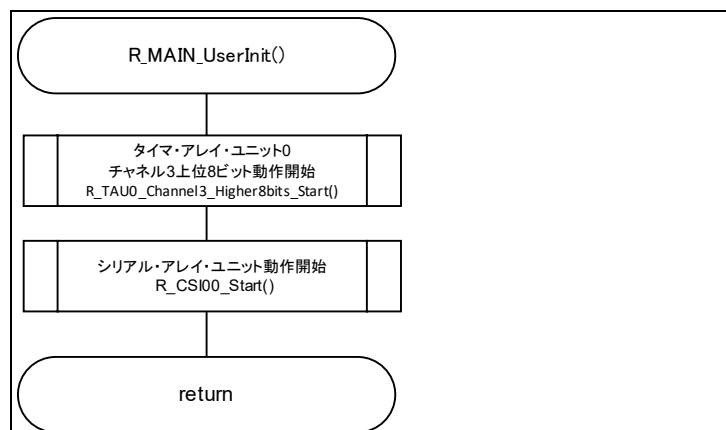 R_MAIN_UserInit()
タイマ・アレイ・ユニット0
チャネル3上位8ビット動作開始
R_TAU0_Channel3_Higher8bits_Start()
シリアル・アレイ・ユニット動作開始
R_CSI00_Start()
return